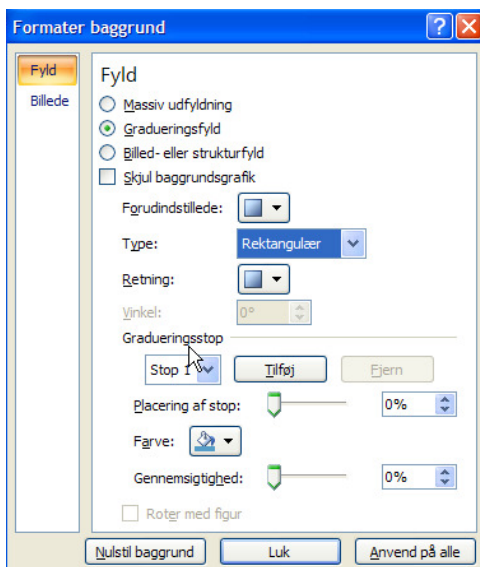 Formater baggrund
Fyld
Billede
Fyld
Massiv udfyldning
Gradueringsfyld
Billed- eller strukturfyld
Skjul baggrundsgrafik
Forudindstillede:
Type: Rektangulær
Retning:
Vinkel: 0°
Gradueringsstop
Stop 1 Tilføj Fjern
Placering af stop: 0%
Farve:
Gennemsigtighed: 0%
Roter med figur
Nulstil baggrund Luk Anvend på alle